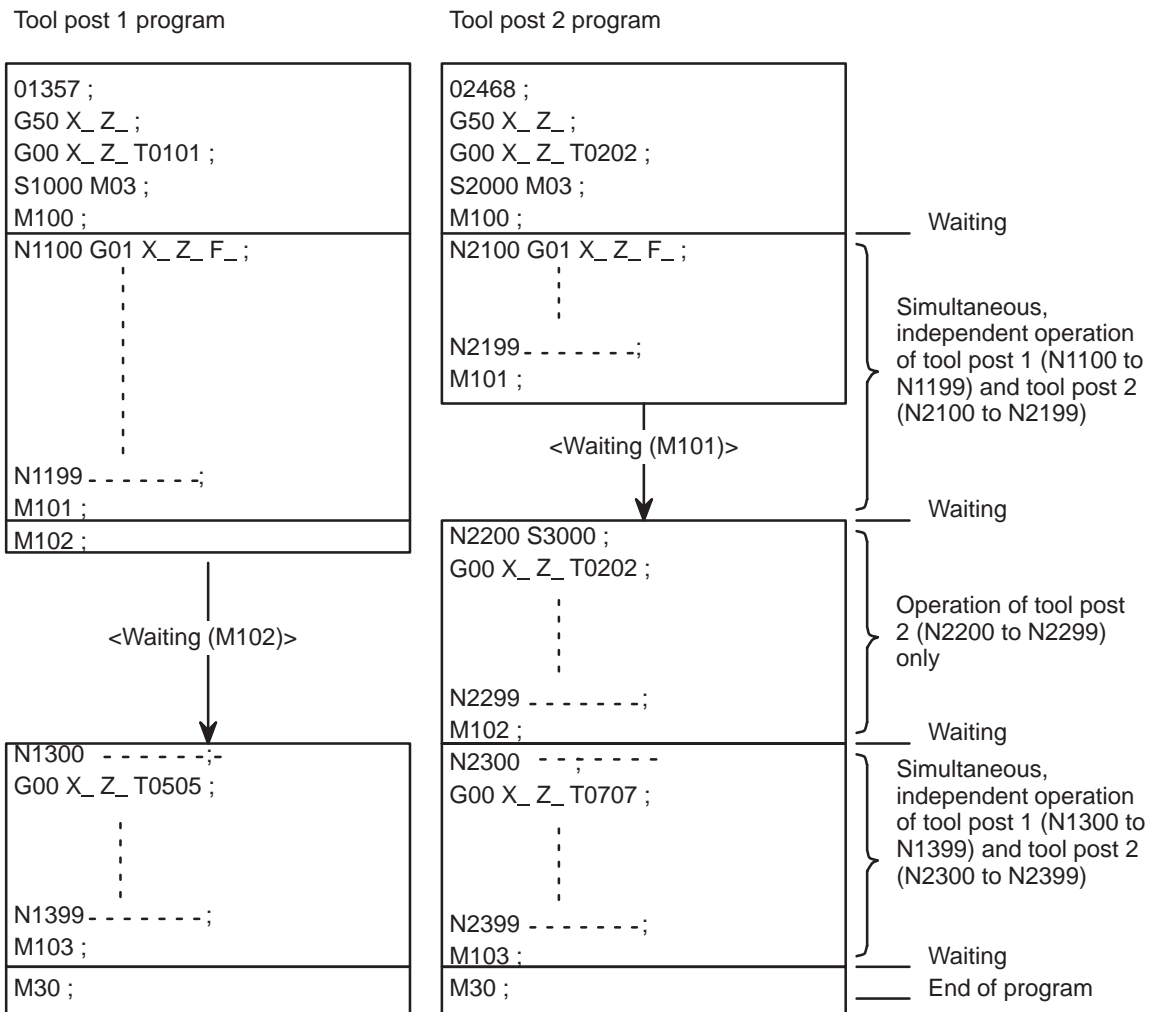 Tool post 1 program
01357 ;
G50 X_ Z_ ;
G00 X_ Z_ T0101 ;
S1000 M03 ;
M100 ;
N1100 G01 X_ Z_ F_ ;
N1199 - - - - - - -;
M101 ;
M102 ;
<Waiting (M102)>
N1300 - - - - - -;-
G00 X_ Z_ T0505 ;
N1399 - - - - - - -;
M103 ;
M30 ;
Tool post 2 program
02468 ;
G50 X_ Z_ ;
G00 X_ Z_ T0202 ;
S2000 M03 ;
M100 ;
N2100 G01 X_ Z_ F_ ;
N2199 - - - - - - -;
M101 ;
<Waiting (M101)>
N2200 S3000 ;
G00 X_ Z_ T0202 ;
N2299 - - - - - - -;
M102 ;
N2300 - - ; - - - -
G00 X_ Z_ T0707 ;
N2399 - - - - - - -;
M103 ;
M30 ;
Waiting
Simultaneous,
independent operation
of tool post 1 (N1100 to
N1199) and tool post 2
(N2100 to N2199)
Waiting
Operation of tool post
2 (N2200 to N2299)
only
Waiting
Simultaneous,
independent operation
of tool post 1 (N1300 to
N1399) and tool post 2
(N2300 to N2399)
Waiting
End of program